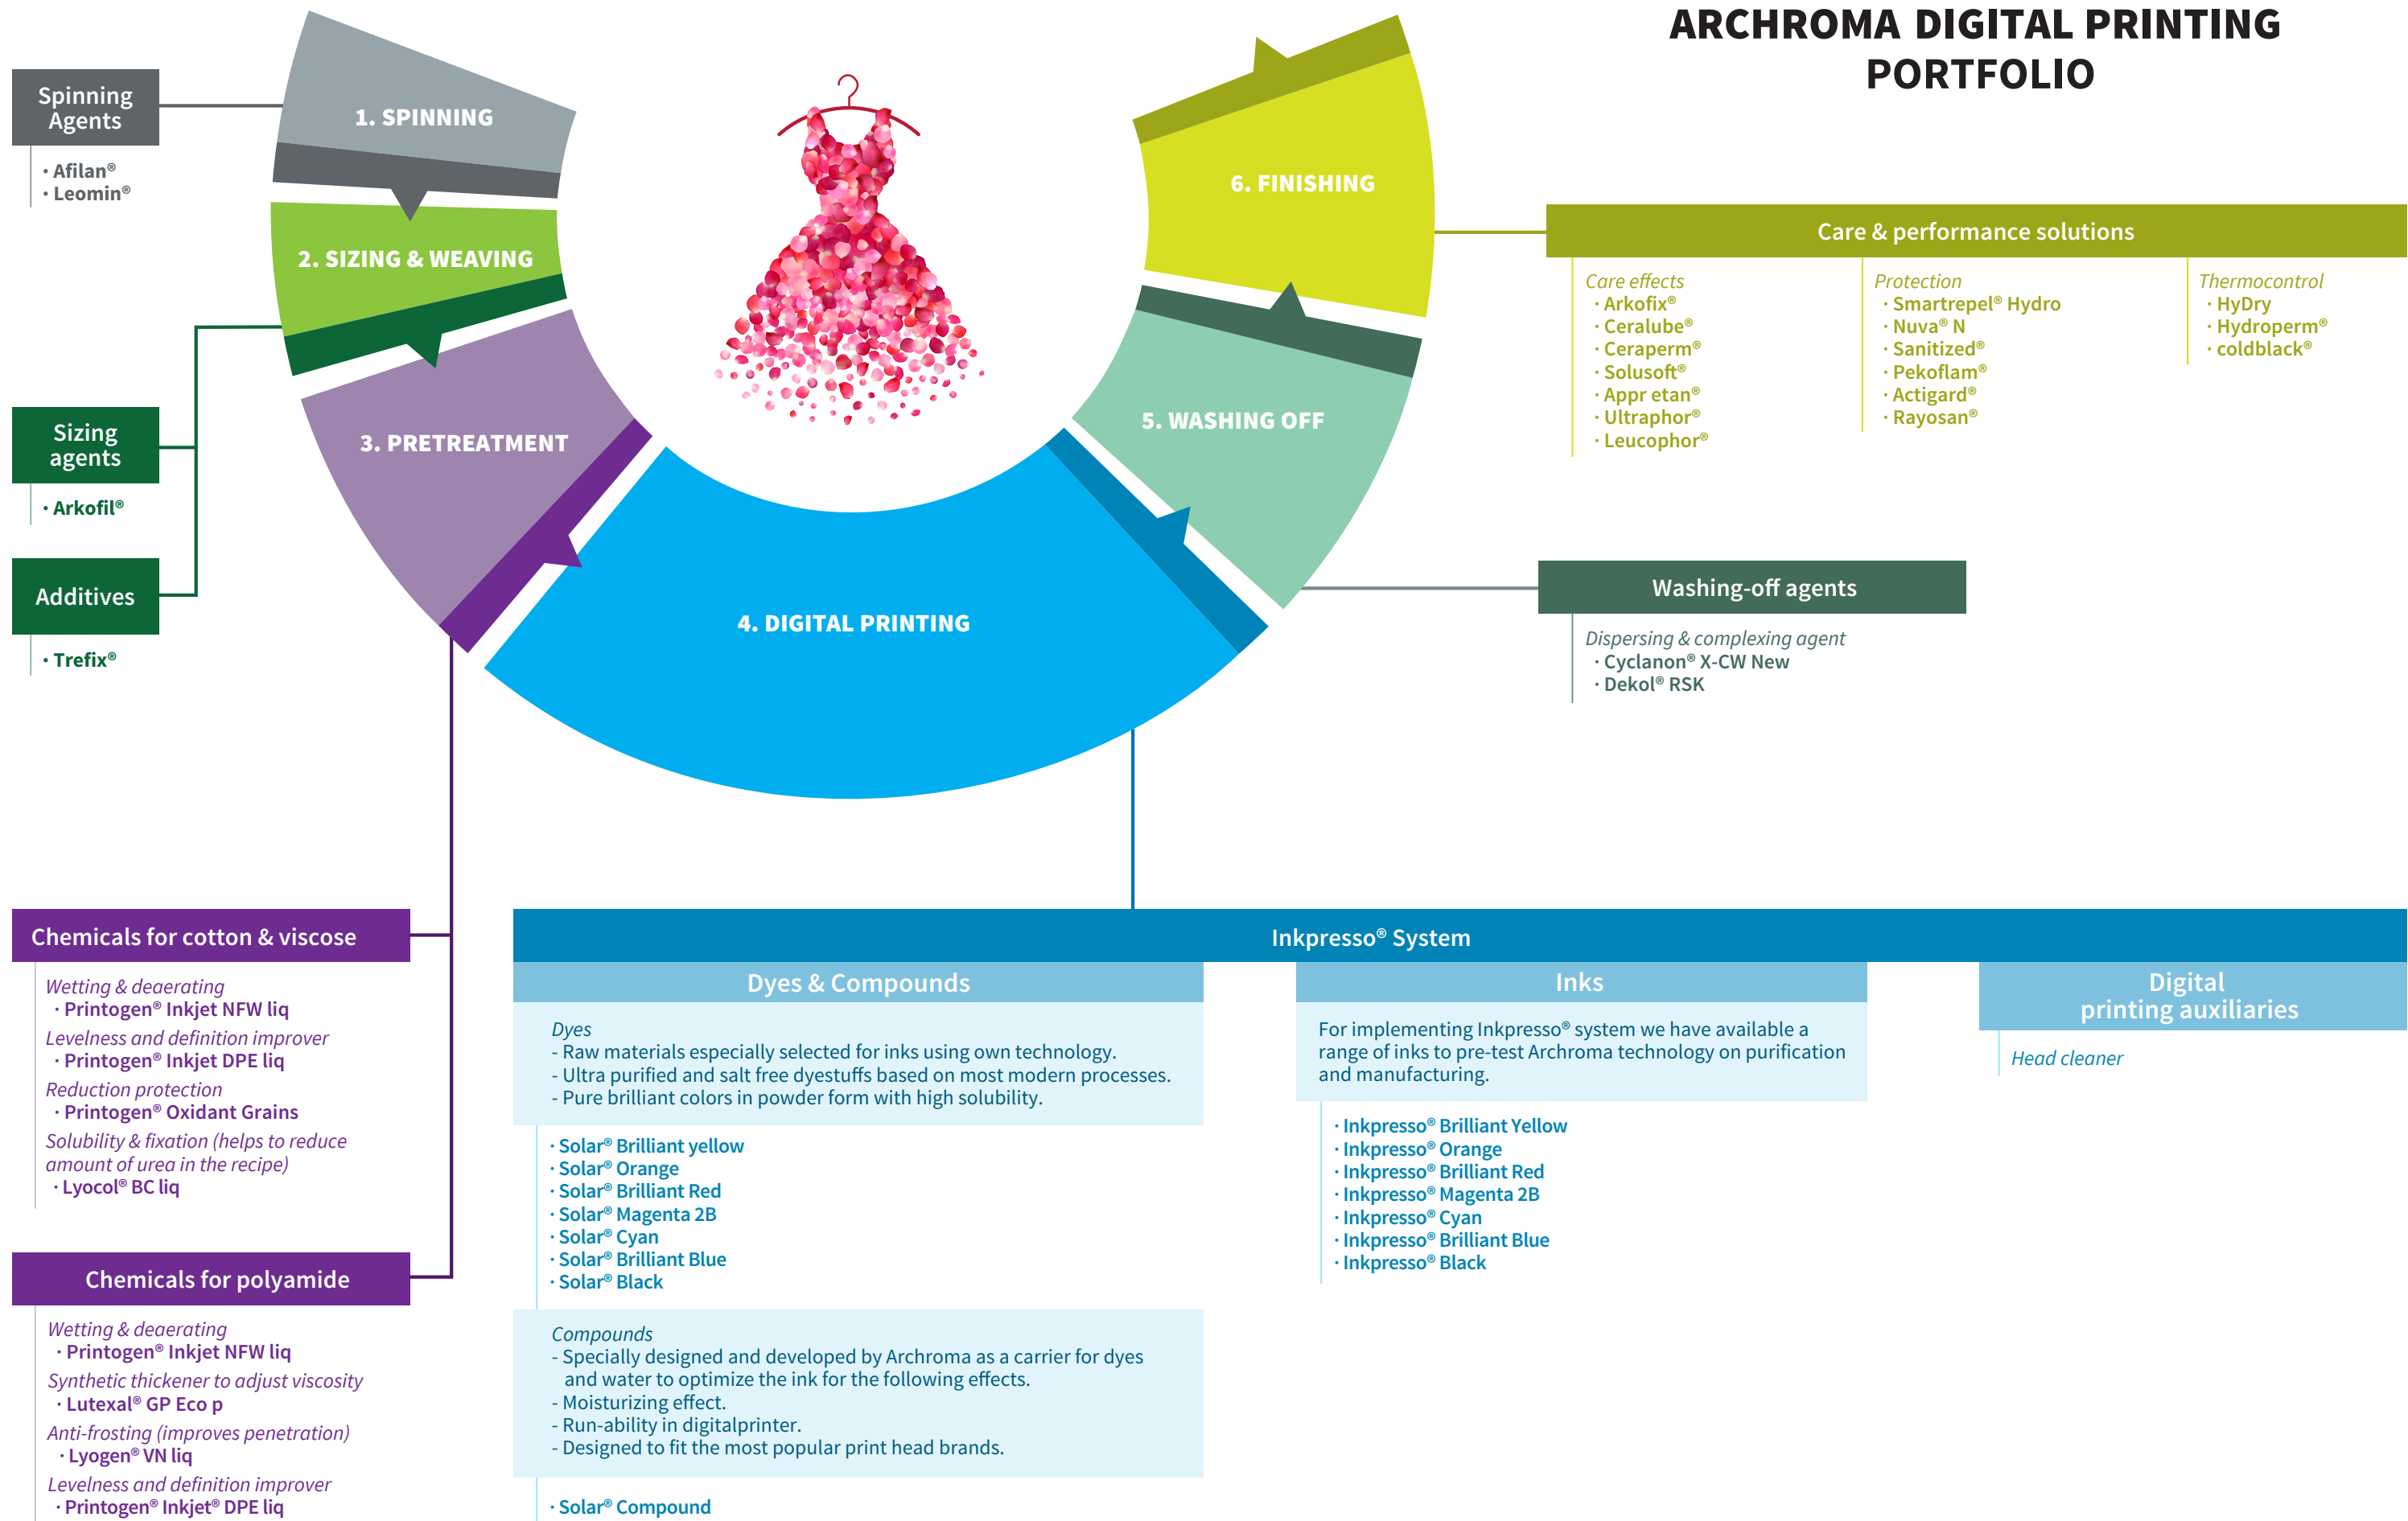 ARCHROMA DIGITAL PRINTING
PORTFOLIO
Spinning
Agents
· Afilan®
· Leomin®
1. SPINNING
2. SIZING & WEAVING
Sizing
agents
· Arkofil®
Additives
· Trefix®
3. PRETREATMENT
4. DIGITAL PRINTING
5. WASHING OFF
6. FINISHING
Care & performance solutions
Care effects
· Arkofix®
· Ceralube®
· Ceraperm®
· Solusoft®
· Appr etan®
· Ultraphor®
· Leucophor®
Protection
· Smartrepel® Hydro
· Nuva® N
· Sanitized®
· Pekoflam®
· Actigard®
· Rayosan®
Thermocontrol
· HyDry
· Hydroperm®
· coldblack®
Washing-off agents
Dispersing & complexing agent
· Cyclanon® X-CW New
· Dekol® RSK
Chemicals for cotton & viscose
Wetting & deaerating
· Printogen® Inkjet NFW liq
Levelness and definition improver
· Printogen® Inkjet DPE liq
Reduction protection
· Printogen® Oxidant Grains
Solubility & fixation (helps to reduce
amount of urea in the recipe)
· Lyocol® BC liq
Chemicals for polyamide
Wetting & deaerating
· Printogen® Inkjet NFW liq
Synthetic thickener to adjust viscosity
· Lutexal® GP Eco p
Anti-frosting (improves penetration)
· Lyogen® VN liq
Levelness and definition improver
· Printogen® Inkjet® DPE liq
Inkpresso® System
Dyes & Compounds
Dyes
- Raw materials especially selected for inks using own technology.
- Ultra purified and salt free dyestuffs based on most modern processes.
- Pure brilliant colors in powder form with high solubility.
· Solar® Brilliant yellow
· Solar® Orange
· Solar® Brilliant Red
· Solar® Magenta 2B
· Solar® Cyan
· Solar® Brilliant Blue
· Solar® Black
Compounds
- Specially designed and developed by Archroma as a carrier for dyes
and water to optimize the ink for the following effects.
- Moisturizing effect.
- Run-ability in digitalprinter.
- Designed to fit the most popular print head brands.
· Solar® Compound
Inks
For implementing Inkpresso® system we have available a
range of inks to pre-test Archroma technology on purification
and manufacturing.
· Inkpresso® Brilliant Yellow
· Inkpresso® Orange
· Inkpresso® Brilliant Red
· Inkpresso® Magenta 2B
· Inkpresso® Cyan
· Inkpresso® Brilliant Blue
· Inkpresso® Black
Digital
printing auxiliaries
Head cleaner